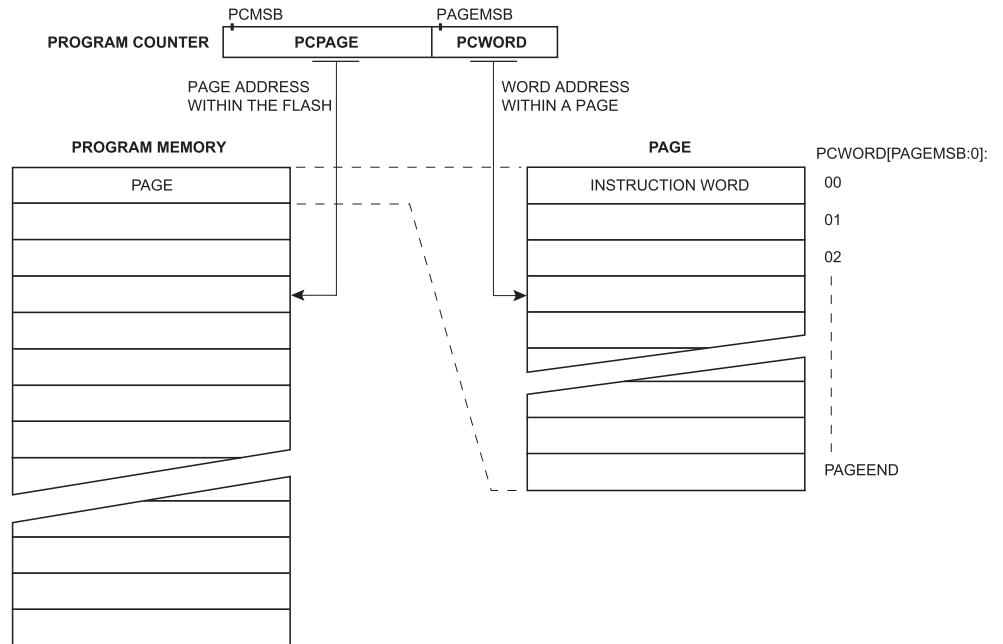 PCMSB
PAGEMSB
PROGRAM COUNTER
PCPAGE
PCWORD
PAGE ADDRESS
WITHIN THE FLASH
WORD ADDRESS
WITHIN A PAGE
PROGRAM MEMORY
PAGE
PAGE
PCWORD[PAGEMSB:0]:
INSTRUCTION WORD
00
01
02
PAGEEND